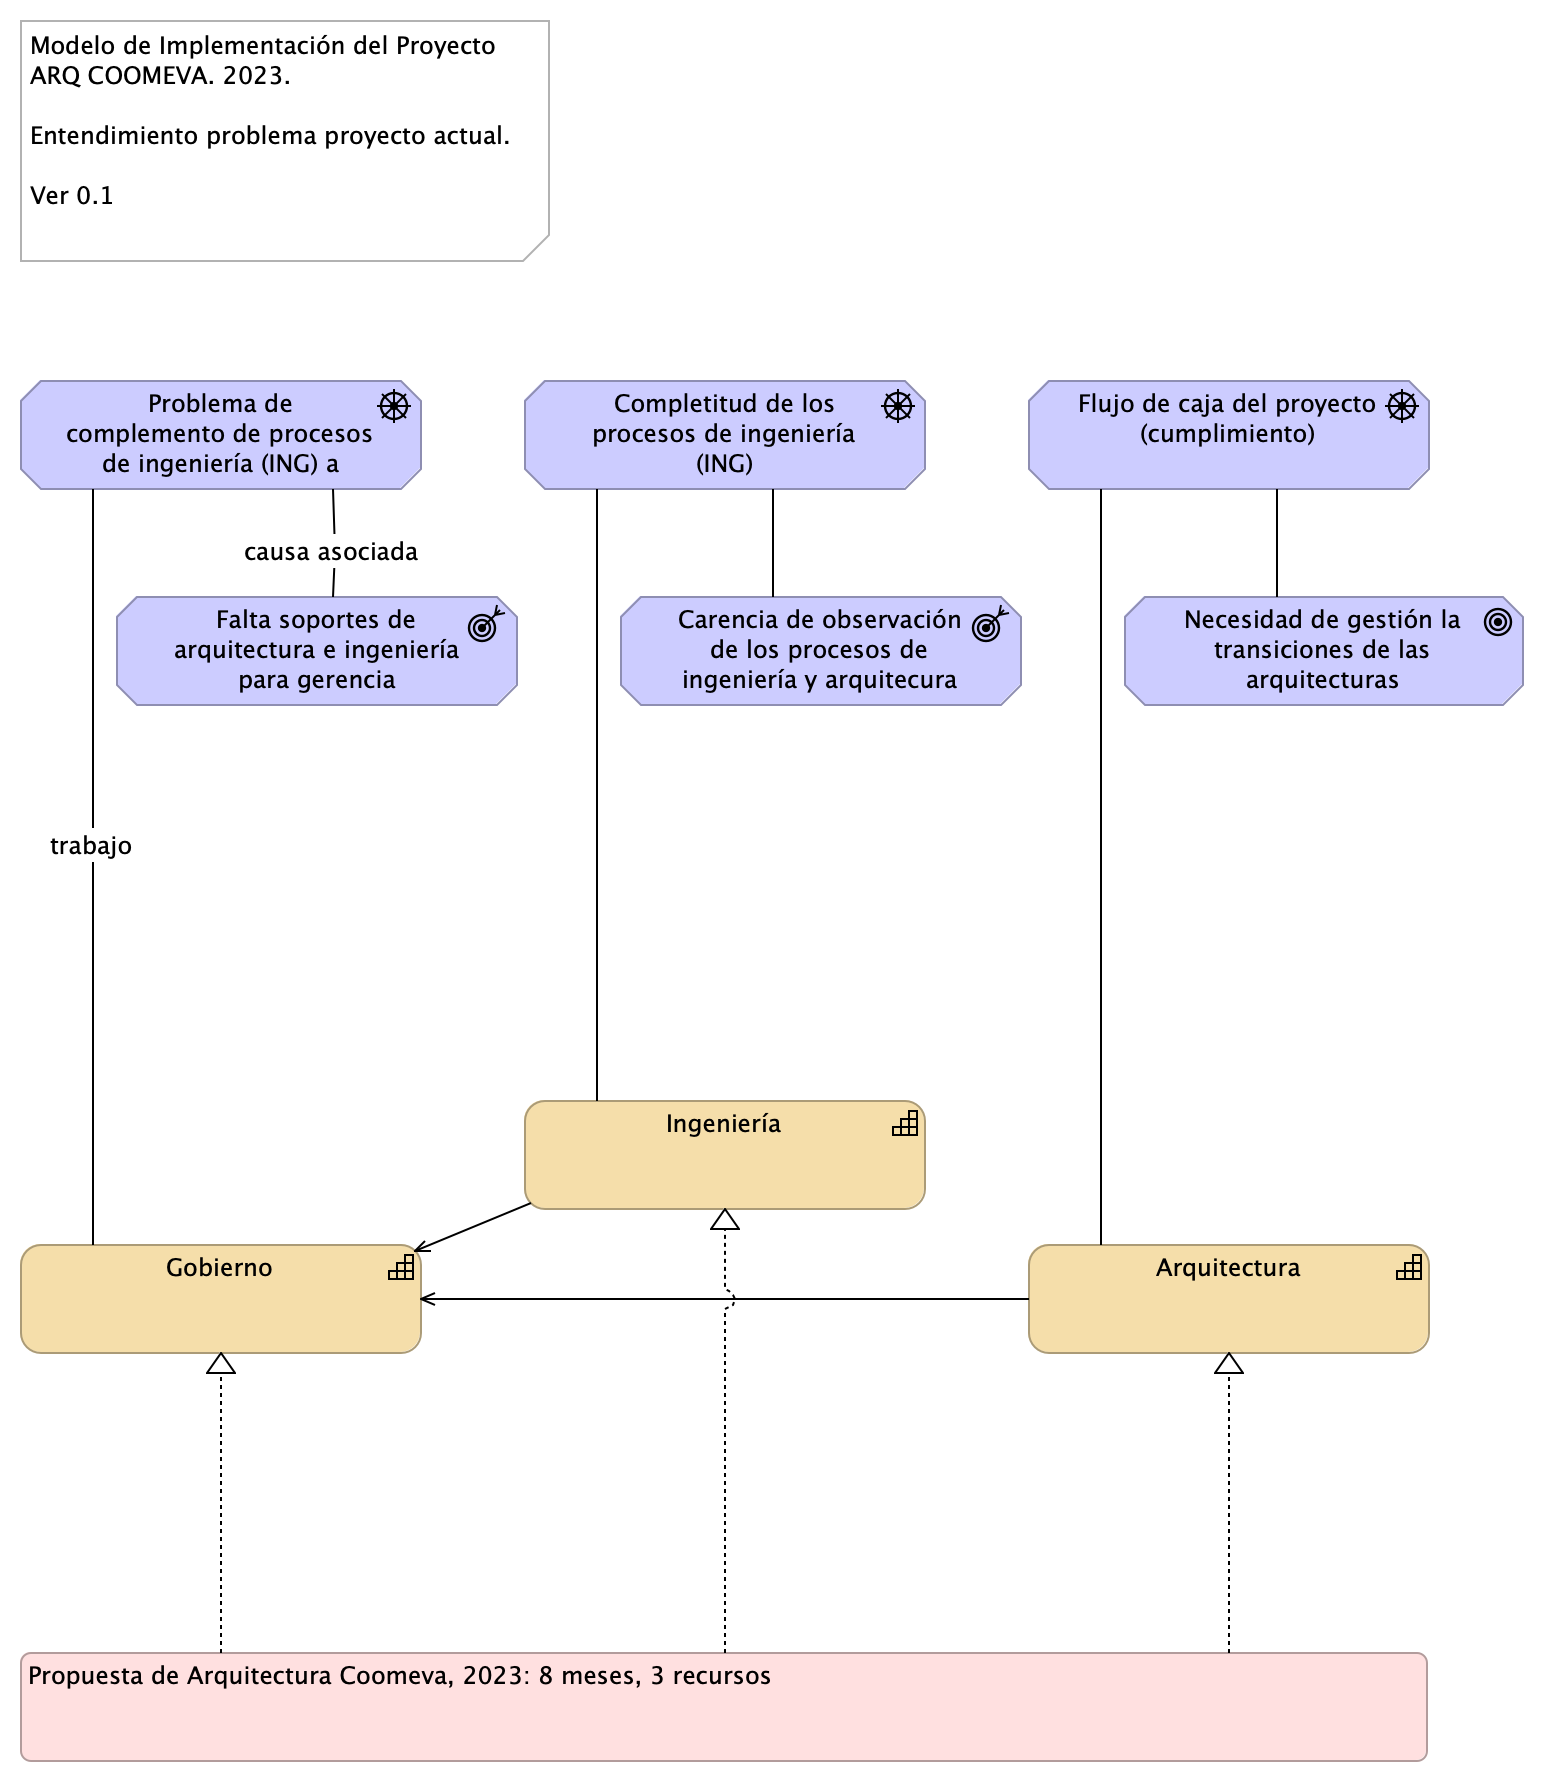 Modelo de Implementación del Proyecto
ARQ COOMEVA. 2023.
Entendimiento problema proyecto actual.
Ver 0.1
Problema de
complemento de procesos
de ingeniería (ING) a
Completitud de los
procesos de ingeniería
(ING)
Flujo de caja del proyecto
(cumplimiento)
causa asociada
Falta soportes de
arquitectura e ingeniería
para gerencia
Carencia de observación
de los procesos de
ingeniería y arquitecura
Necesidad de gestión la
transiciones de las
arquitecturas
trabajo
Ingeniería
Gobierno
Arquitectura
Propuesta de Arquitectura Coomeva, 2023: 8 meses, 3 recursos